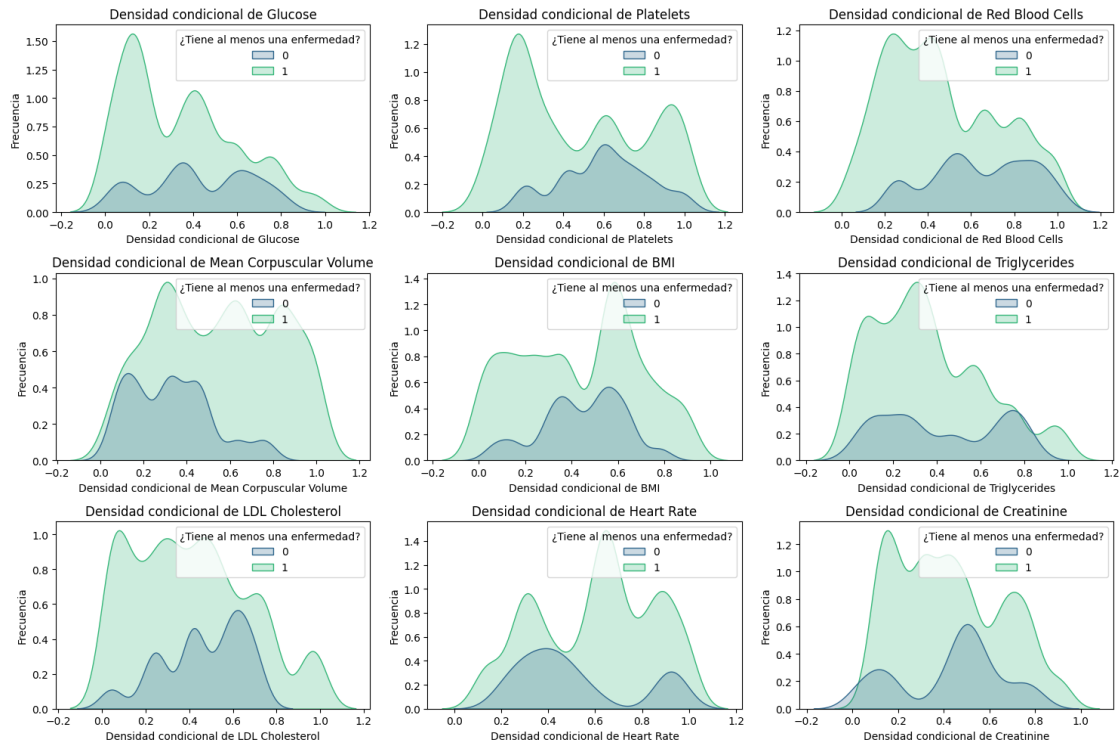 Densidad condicional de Glucose
¿Tiene al menos una enfermedad?
0
1
Frecuencia
1.50
1.25
1.00
0.75
0.50
0.25
0.00
−0.2 0.0 0.2 0.4 0.6 0.8 1.0 1.2
Densidad condicional de Glucose
Densidad condicional de Platelets
¿Tiene al menos una enfermedad?
0
1
Frecuencia
1.2
1.0
0.8
0.6
0.4
0.2
0.0
−0.2 0.0 0.2 0.4 0.6 0.8 1.0 1.2
Densidad condicional de Platelets
Densidad condicional de Red Blood Cells
¿Tiene al menos una enfermedad?
0
1
Frecuencia
1.2
1.0
0.8
0.6
0.4
0.2
0.0
0.0 0.2 0.4 0.6 0.8 1.0 1.2
Densidad condicional de Red Blood Cells
Densidad condicional de Mean Corpuscular Volume
¿Tiene al menos una enfermedad?
0
1
Frecuencia
1.0
0.8
0.6
0.4
0.2
0.0
−0.2 0.0 0.2 0.4 0.6 0.8 1.0 1.2
Densidad condicional de Mean Corpuscular Volume
Densidad condicional de BMI
¿Tiene al menos una enfermedad?
0
1
Frecuencia
1.4
1.2
1.0
0.8
0.6
0.4
0.2
0.0
−0.2 0.0 0.2 0.4 0.6 0.8 1.0
Densidad condicional de BMI
Densidad condicional de Triglycerides
¿Tiene al menos una enfermedad?
0
1
Frecuencia
1.4
1.2
1.0
0.8
0.6
0.4
0.2
0.0
−0.2 0.0 0.2 0.4 0.6 0.8 1.0 1.2
Densidad condicional de Triglycerides
Densidad condicional de LDL Cholesterol
¿Tiene al menos una enfermedad?
0
1
Frecuencia
1.0
0.8
0.6
0.4
0.2
0.0
−0.2 0.0 0.2 0.4 0.6 0.8 1.0 1.2
Densidad condicional de LDL Cholesterol
Densidad condicional de Heart Rate
¿Tiene al menos una enfermedad?
0
1
Frecuencia
1.4
1.2
1.0
0.8
0.6
0.4
0.2
0.0
0.0 0.2 0.4 0.6 0.8 1.0 1.2
Densidad condicional de Heart Rate
Densidad condicional de Creatinine
¿Tiene al menos una enfermedad?
0
1
Frecuencia
1.4
1.2
1.0
0.8
0.6
0.4
0.2
0.0
−0.2 0.0 0.2 0.4 0.6 0.8 1.0
Densidad condicional de Creatinine